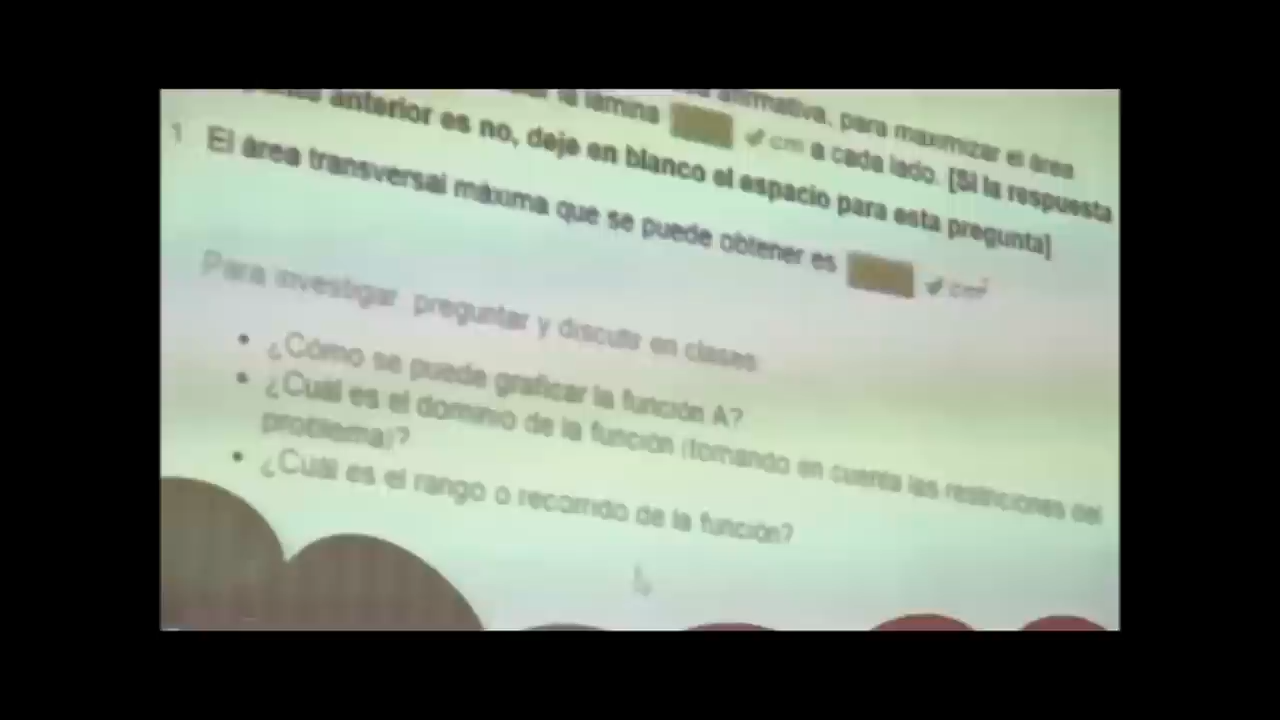 afirmativa, para maximizar el área
la lámina cm a cada lado. [Si la respuesta
anterior es no, deje en blanco el espacio para esta pregunta]
1 El área transversal máxima que se puede obtener es cm²
Para investigar, preguntar y discutir en clases
• ¿Cómo se puede graficar la función A?
• ¿Cuál es el dominio de la función (tomando en cuenta las restricciones del
problema)?
• ¿Cuál es el rango o recorrido de la función?